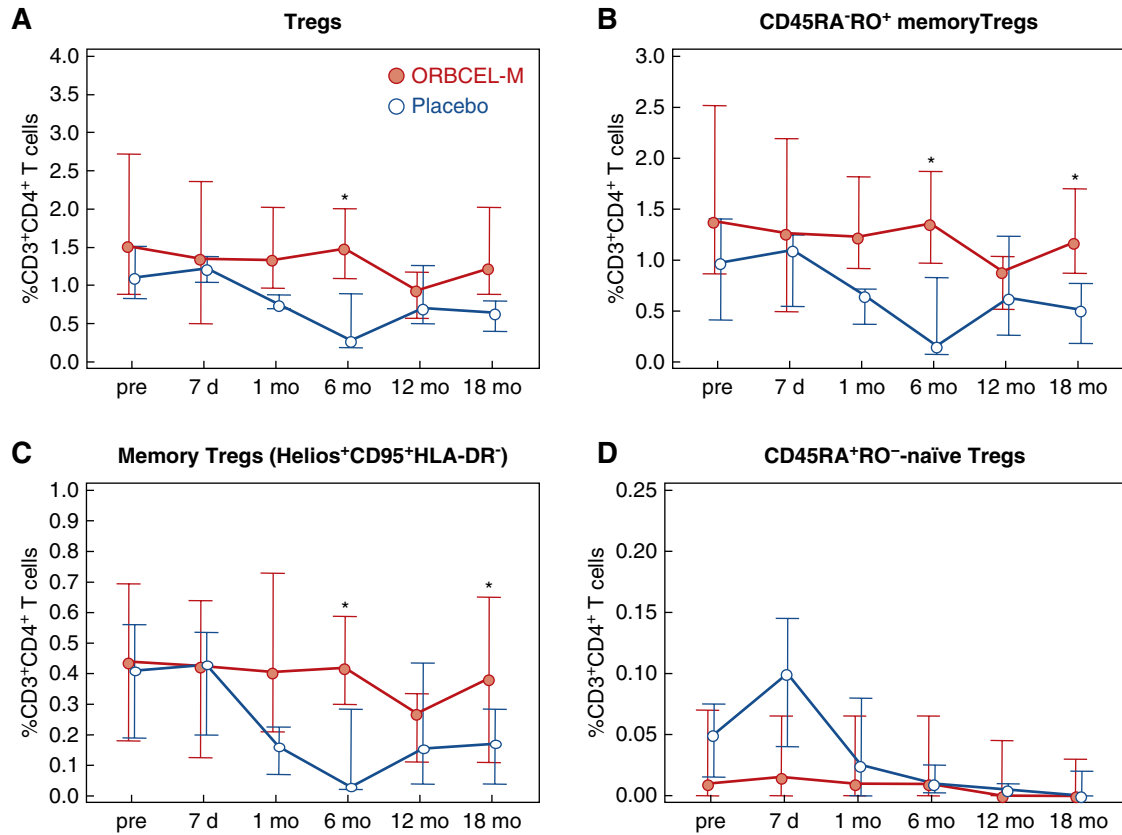 A
Tregs
4.0
3.5
3.0
2.5
2.0
1.5
1.0
0.5
0.0
%CD3⁺CD4⁺ T cells
ORBCEL-M
Placebo
*
pre 7 d 1 mo 6 mo 12 mo 18 mo
B
CD45RA⁻RO⁺ memoryTregs
3.0
2.5
2.0
1.5
1.0
0.5
0.0
%CD3⁺CD4⁺ T cells
* *
pre 7 d 1 mo 6 mo 12 mo 18 mo
C
Memory Tregs (Helios⁺CD95⁺HLA-DR⁻)
1.0
0.9
0.8
0.7
0.6
0.5
0.4
0.3
0.2
0.1
0.0
%CD3⁺CD4⁺ T cells
* *
pre 7 d 1 mo 6 mo 12 mo 18 mo
D
CD45RA⁺RO⁻-naïve Tregs
0.25
0.20
0.15
0.10
0.05
0.00
%CD3⁺CD4⁺ T cells
pre 7 d 1 mo 6 mo 12 mo 18 mo